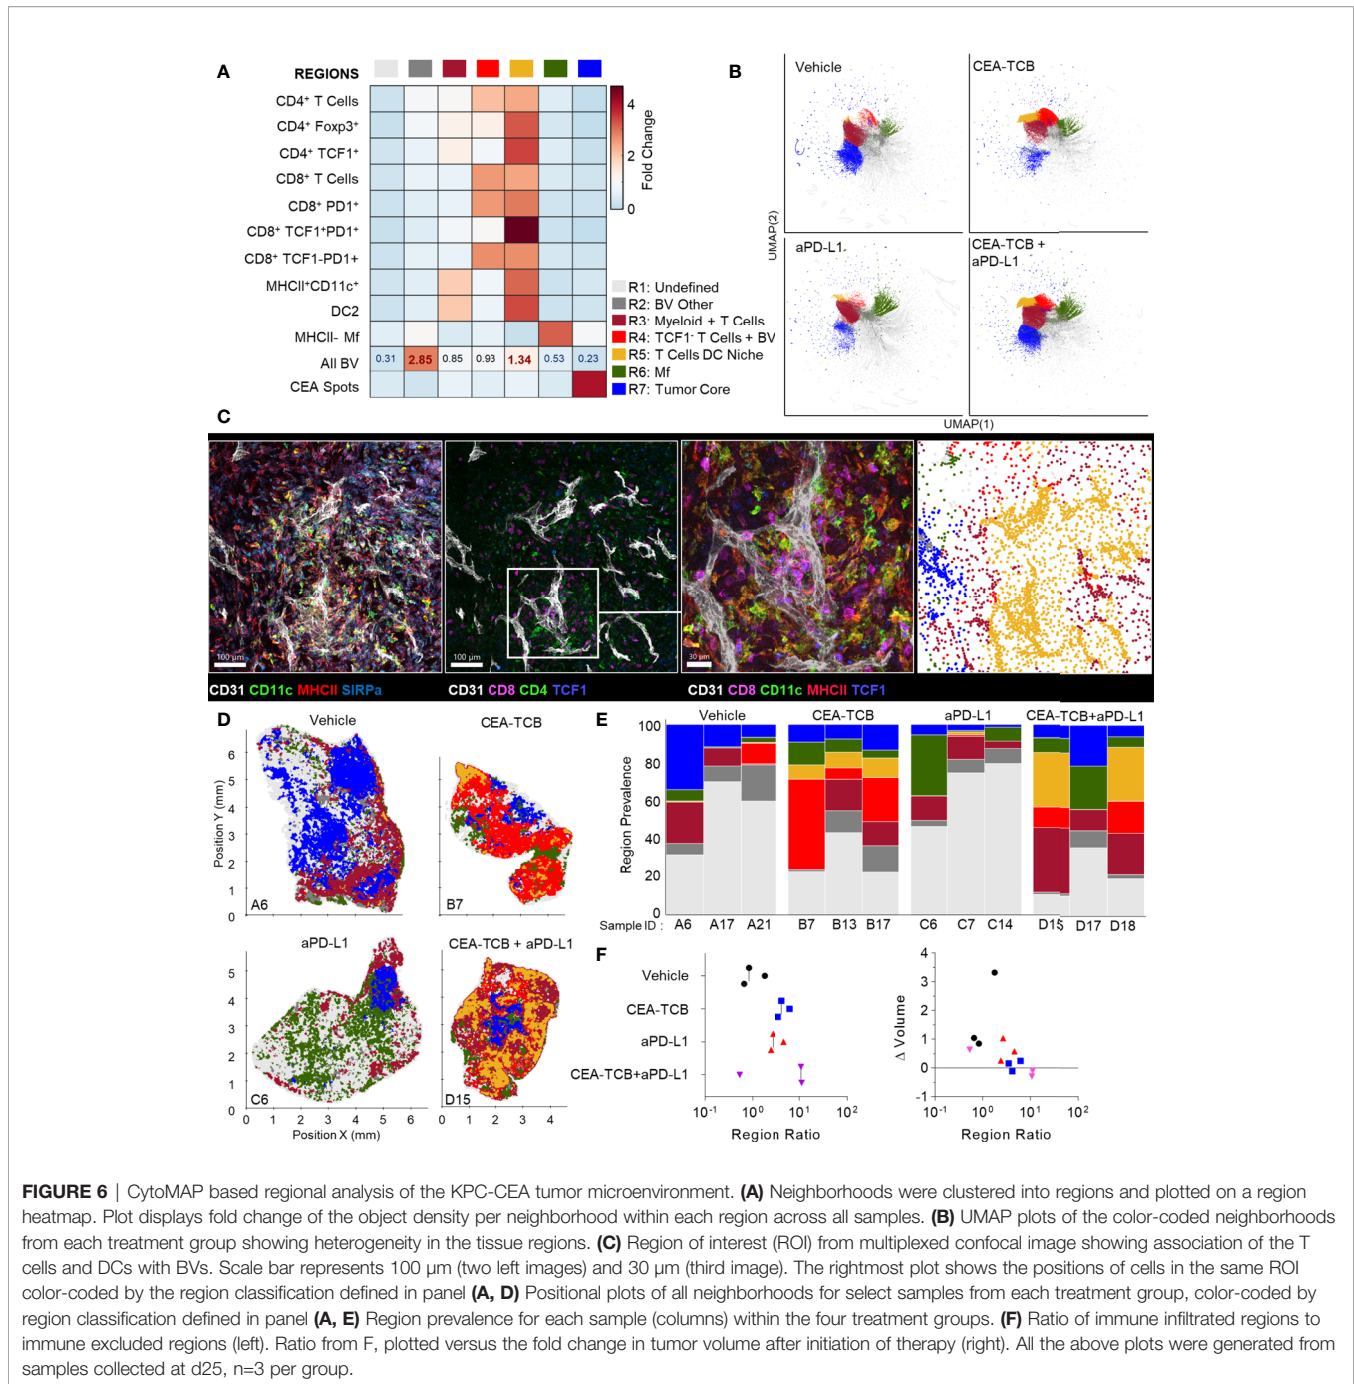 A
REGIONS
CD4+ T Cells
CD4+ Foxp3+
CD4+ TCF1+
CD8+ T Cells
CD8+ PD1+
CD8+ TCF1+PD1+
CD8+ TCF1-PD1+
MHCII+CD11c+
DC2
MHCII- Mf
All BV
CEA Spots
0.31 2.85 0.85 0.93 1.34 0.53 0.23
4
2
0
Fold Change
R1: Undefined
R2: BV Other
R3: Myeloid + T Cells
R4: TCF1- T Cells + BV
R5: T Cells DC Niche
R6: Mf
R7: Tumor Core
B
Vehicle
CEA-TCB
aPD-L1
CEA-TCB +
aPD-L1
UMAP(2)
UMAP(1)
C
100 µm
100 µm
30 µm
CD31 CD11c MHCII SIRPa
CD31 CD8 CD4 TCF1
CD31 CD8 CD11c MHCII TCF1
D
Vehicle
CEA-TCB
6
5
4
3
2
1
0
Position Y (mm)
A6
B7
aPD-L1
CEA-TCB + aPD-L1
5
4
3
2
1
0
C6
D15
0 1 2 3 4 5 6
0 1 2 3 4
Position X (mm)
E
Vehicle
CEA-TCB
aPD-L1
CEA-TCB+aPD-L1
100
80
60
40
20
0
Region Prevalence
Sample ID :
A6 A17 A21 B7 B13 B17 C6 C7 C14 D15 D17 D18
F
Vehicle
CEA-TCB
aPD-L1
CEA-TCB+aPD-L1
10-1 100 101 102
Region Ratio
4
3
2
1
0
-1
Δ Volume
10-1 100 101 102
Region Ratio
FIGURE 6 | CytoMAP based regional analysis of the KPC-CEA tumor microenvironment. (A) Neighborhoods were clustered into regions and plotted on a region
heatmap. Plot displays fold change of the object density per neighborhood within each region across all samples. (B) UMAP plots of the color-coded neighborhoods
from each treatment group showing heterogeneity in the tissue regions. (C) Region of interest (ROI) from multiplexed confocal image showing association of the T
cells and DCs with BVs. Scale bar represents 100 µm (two left images) and 30 µm (third image). The rightmost plot shows the positions of cells in the same ROI
color-coded by the region classification defined in panel (A, D) Positional plots of all neighborhoods for select samples from each treatment group, color-coded by
region classification defined in panel (A, E) Region prevalence for each sample (columns) within the four treatment groups. (F) Ratio of immune infiltrated regions to
immune excluded regions (left). Ratio from F, plotted versus the fold change in tumor volume after initiation of therapy (right). All the above plots were generated from
samples collected at d25, n=3 per group.